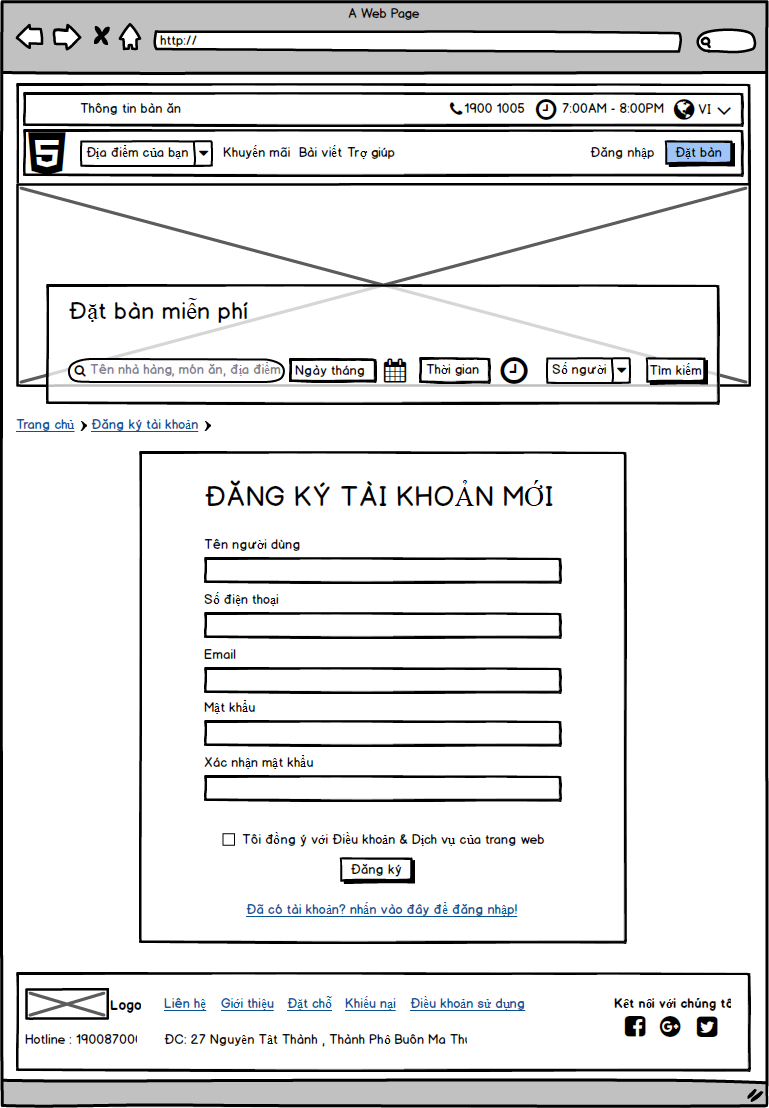 A Web Page
http://
Thông tin bàn ăn
1900 1005
7:00AM - 8:00PM
VI
Địa điểm của bạn
Khuyến mãi Bài viết Trợ giúp
Đăng nhập
Đặt bàn
Đặt bàn miễn phí
Tên nhà hàng, món ăn, địa điểm
Ngày tháng
Thời gian
Số người
Tìm kiếm
Trang chủ
Đăng ký tài khoản
ĐĂNG KÝ TÀI KHOẢN MỚI
Tên người dùng
Số điện thoại
Email
Mật khẩu
Xác nhận mật khẩu
Tôi đồng ý với Điều khoản & Dịch vụ của trang web
Đăng ký
Đã có tài khoản? nhấn vào đây để đăng nhập!
Logo
Liên hệ
Giới thiệu
Đặt chỗ
Khiếu nại
Điều khoản sử dụng
Kết nối với chúng tô
Hotline : 19008700
ĐC: 27 Nguyễn Tất Thành , Thành Phố Buôn Ma Thu